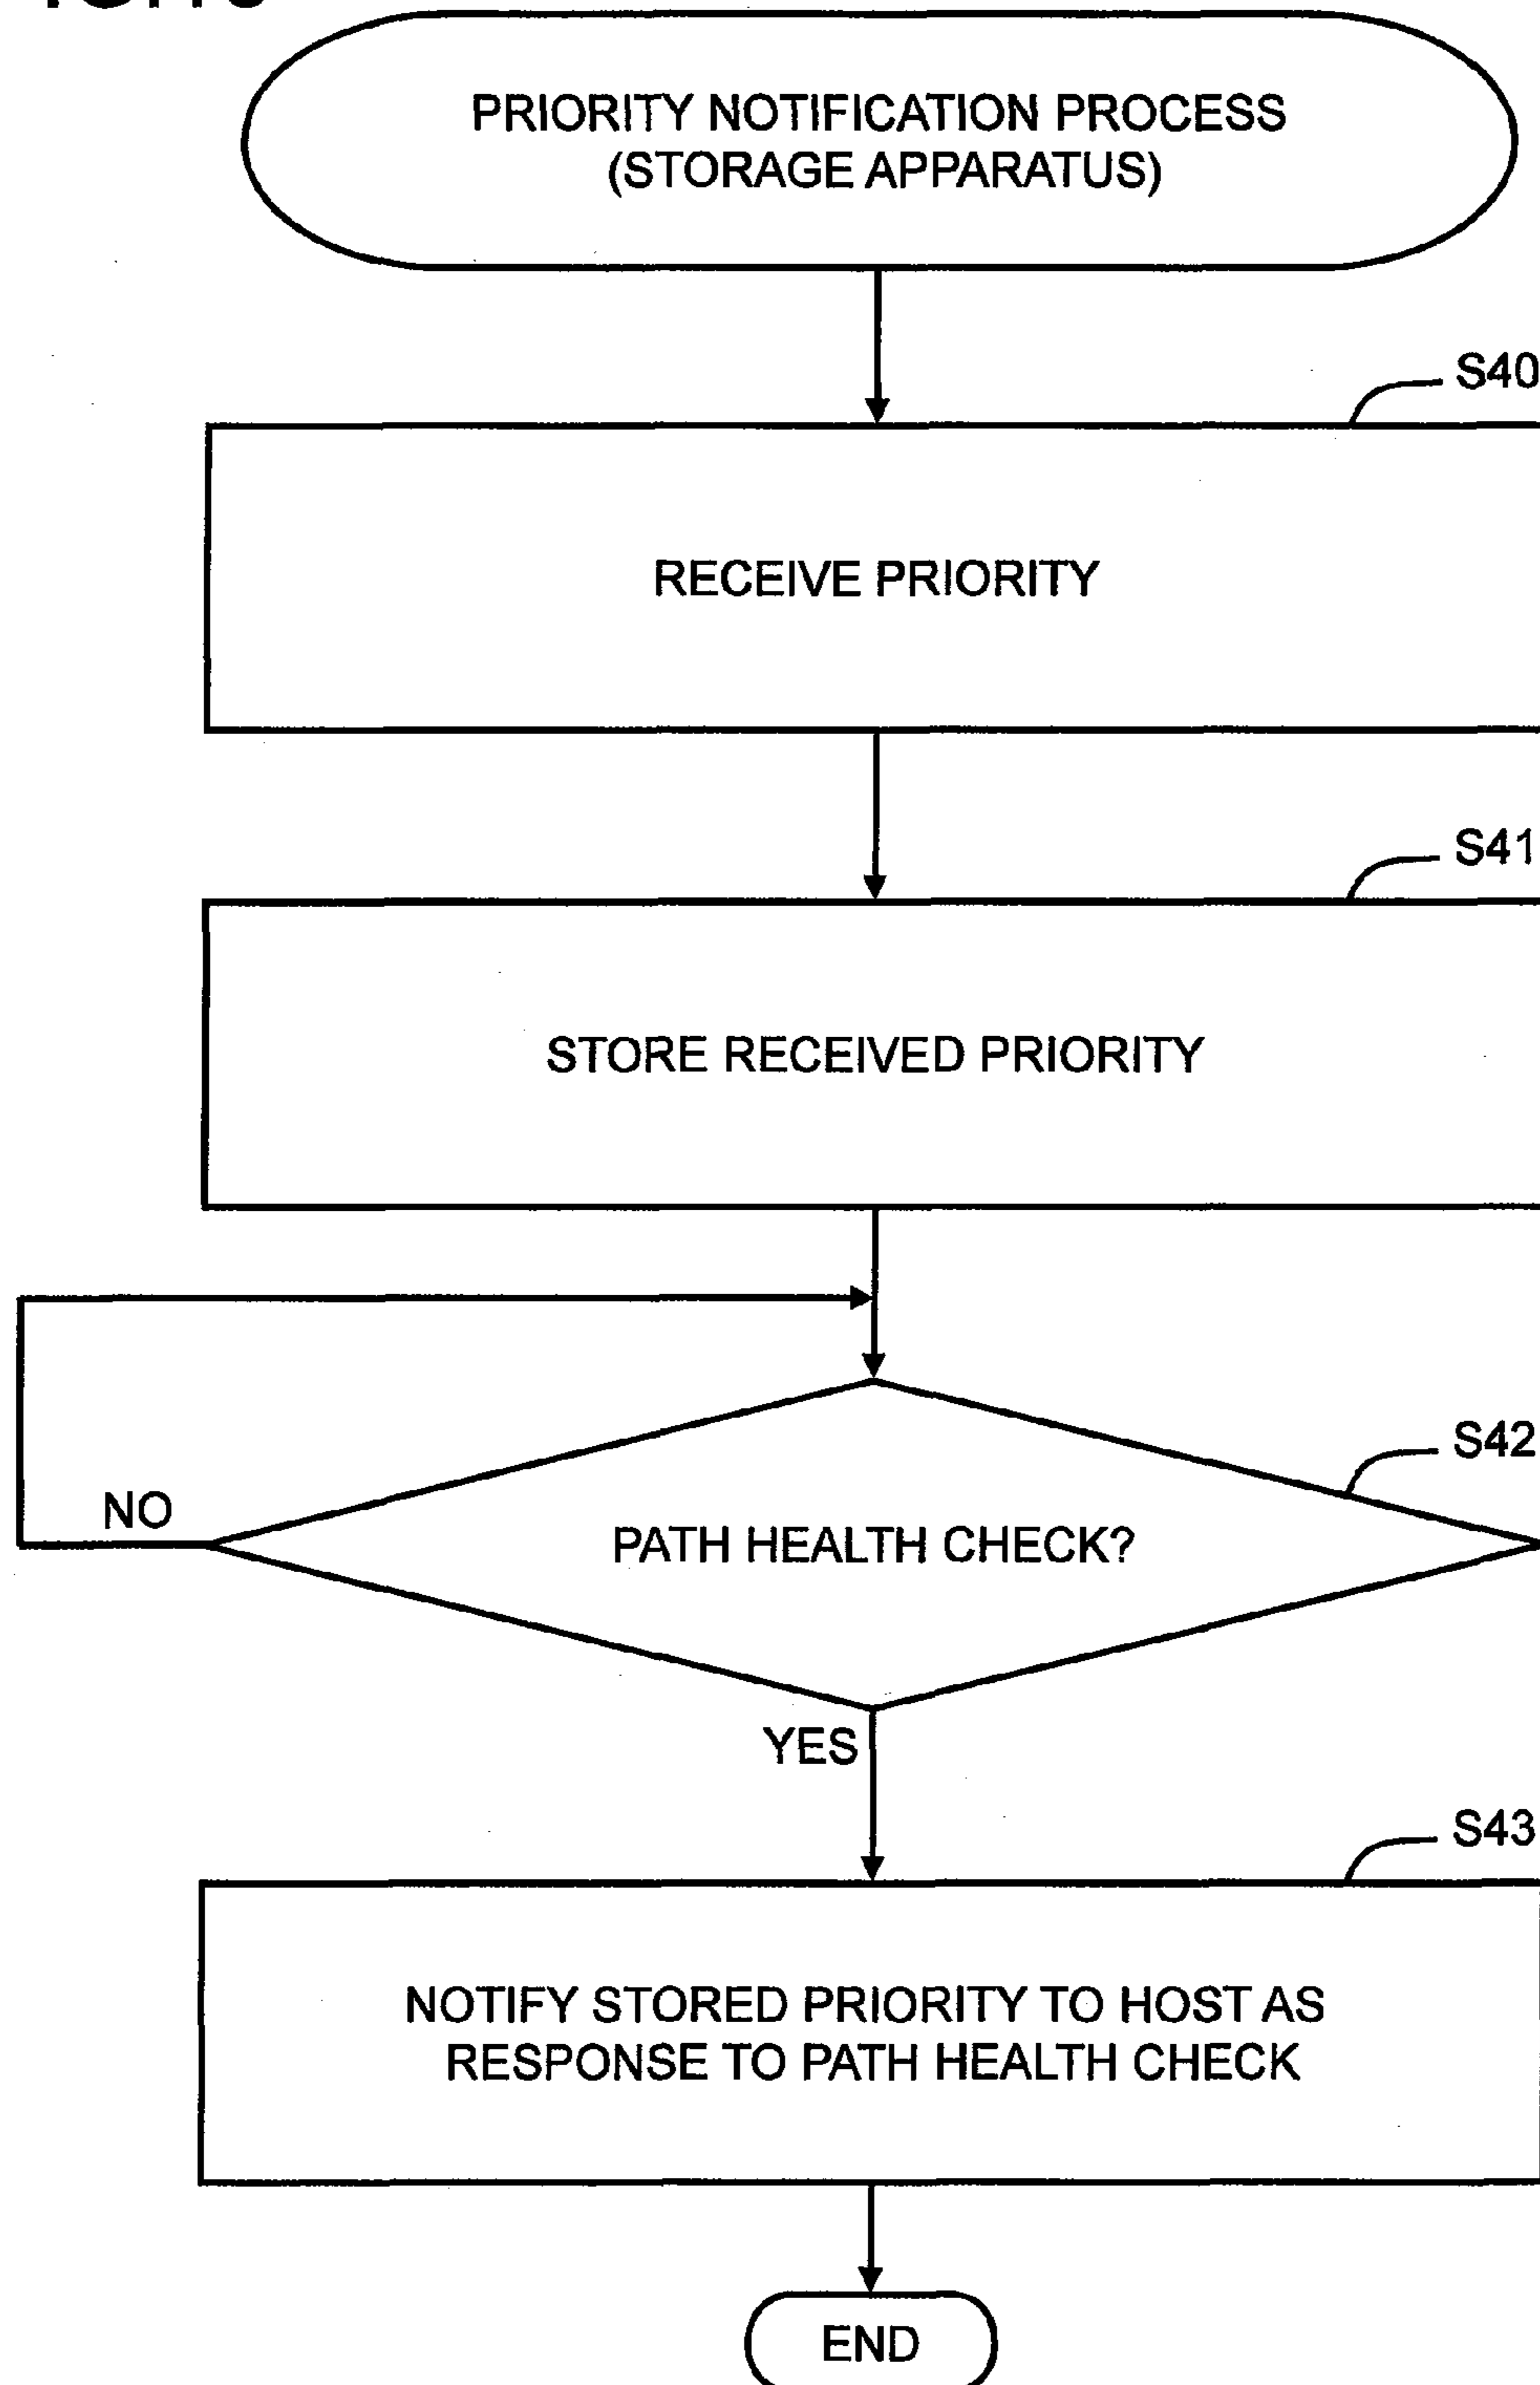 PRIORITY NOTIFICATION PROCESS
(STORAGE APPARATUS)
S40
RECEIVE PRIORITY
S41
STORE RECEIVED PRIORITY
S42
NO
PATH HEALTH CHECK?
YES
S43
NOTIFY STORED PRIORITY TO HOST AS
RESPONSE TO PATH HEALTH CHECK
END